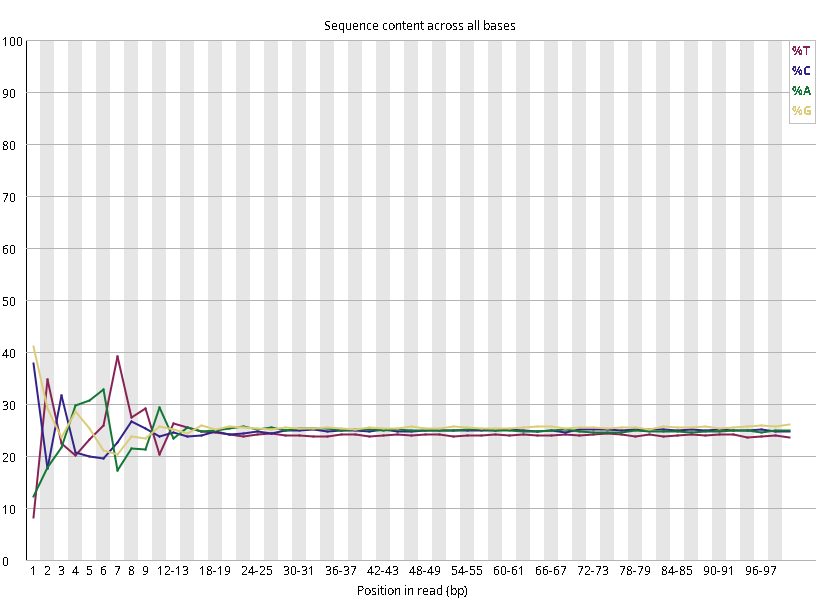 Sequence content across all bases
100
90
80
70
60
50
40
30
20
10
0
%T
%C
%A
%G
1 2 3 4 5 6 7 8 9 12-13 18-19 24-25 30-31 36-37 42-43 48-49 54-55 60-61 66-67 72-73 78-79 84-85 90-91 96-97
Position in read (bp)